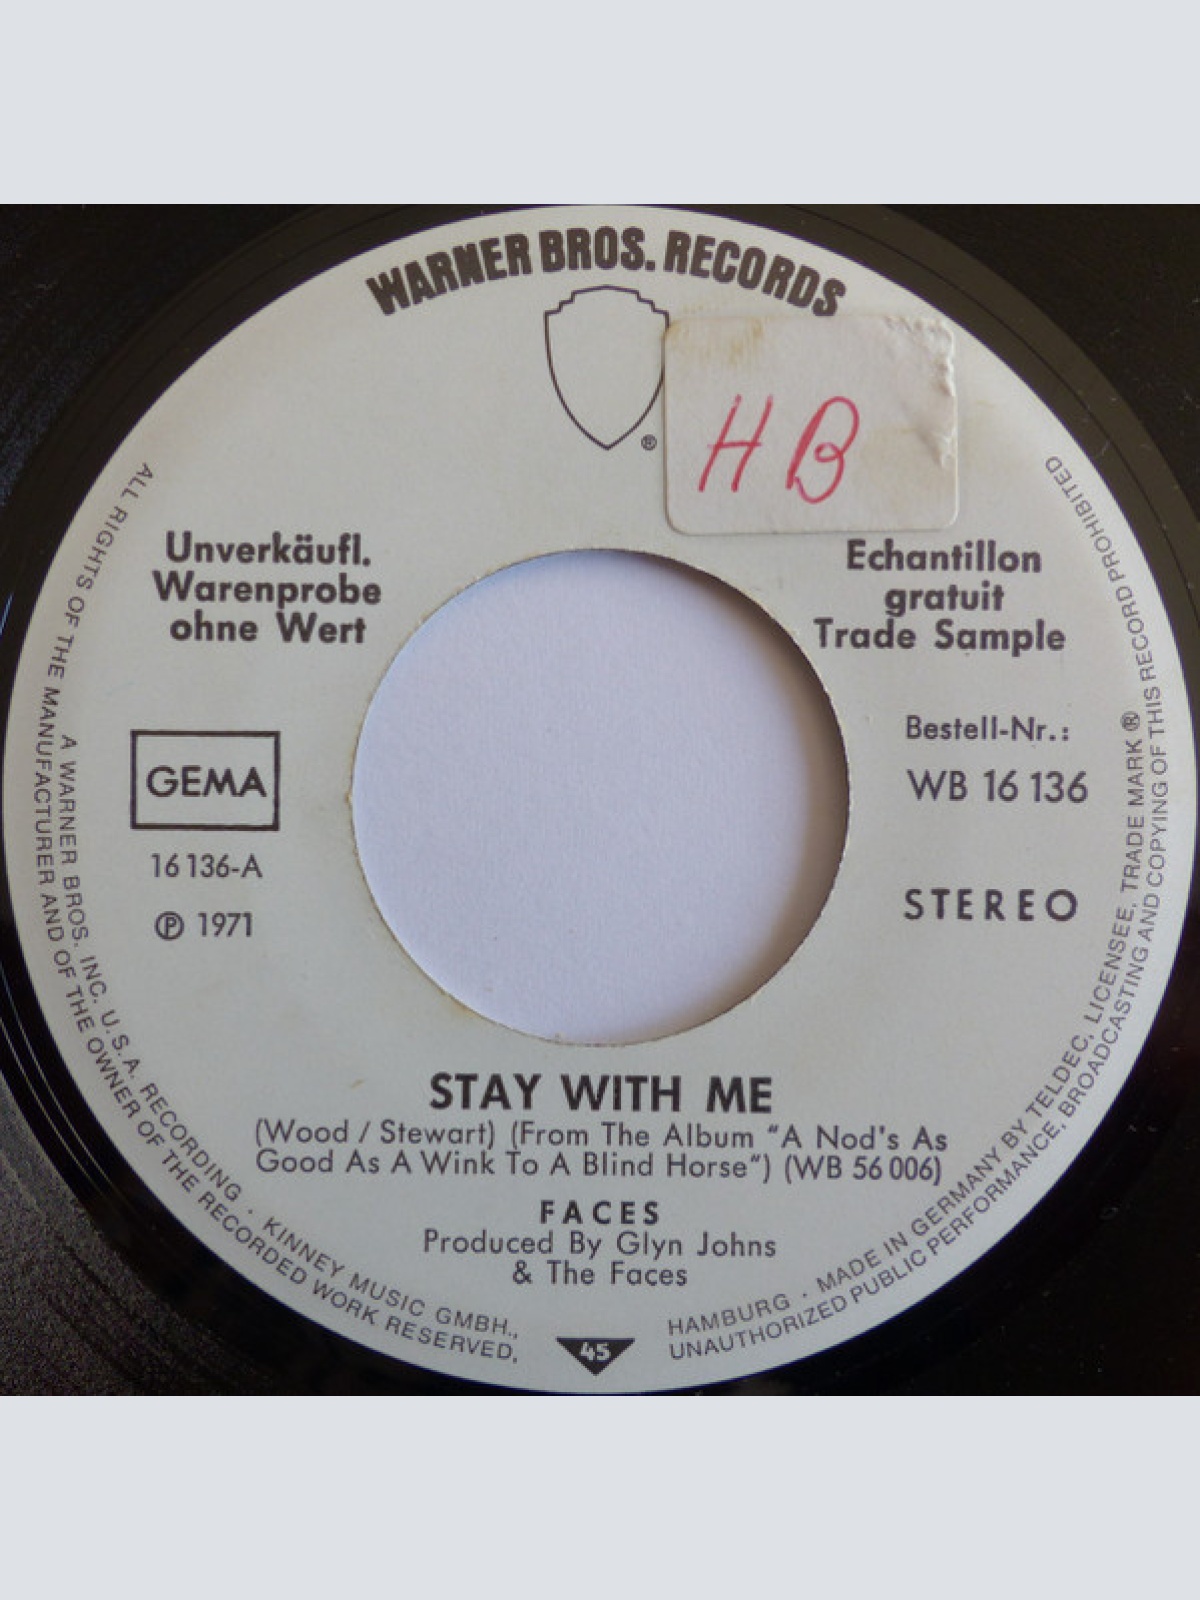 WARNER BROS. RECORDS
®
H B
Unverkäufl.
Warenprobe
ohne Wert
Echantillon
gratuit
Trade Sample
GEMA
16 136-A
℗ 1971
Bestell-Nr.:
WB 16 136
STEREO
STAY WITH ME
(Wood / Stewart) (From The Album "A Nod's As
Good As A Wink To A Blind Horse") (WB 56 006)
FACES
Produced By Glyn Johns
& The Faces
45
ALL RIGHTS OF THE MANUFACTURER AND OF THE OWNER OF THE RECORDED WORK RESERVED,
UNAUTHORIZED PUBLIC PERFORMANCE, BROADCASTING AND COPYING OF THIS RECORD PROHIBITED
A WARNER BROS. INC. U.S.A. RECORDING · KINNEY MUSIC GMBH.,
HAMBURG · MADE IN GERMANY BY TELDEC, LICENSEE, TRADE MARK ®